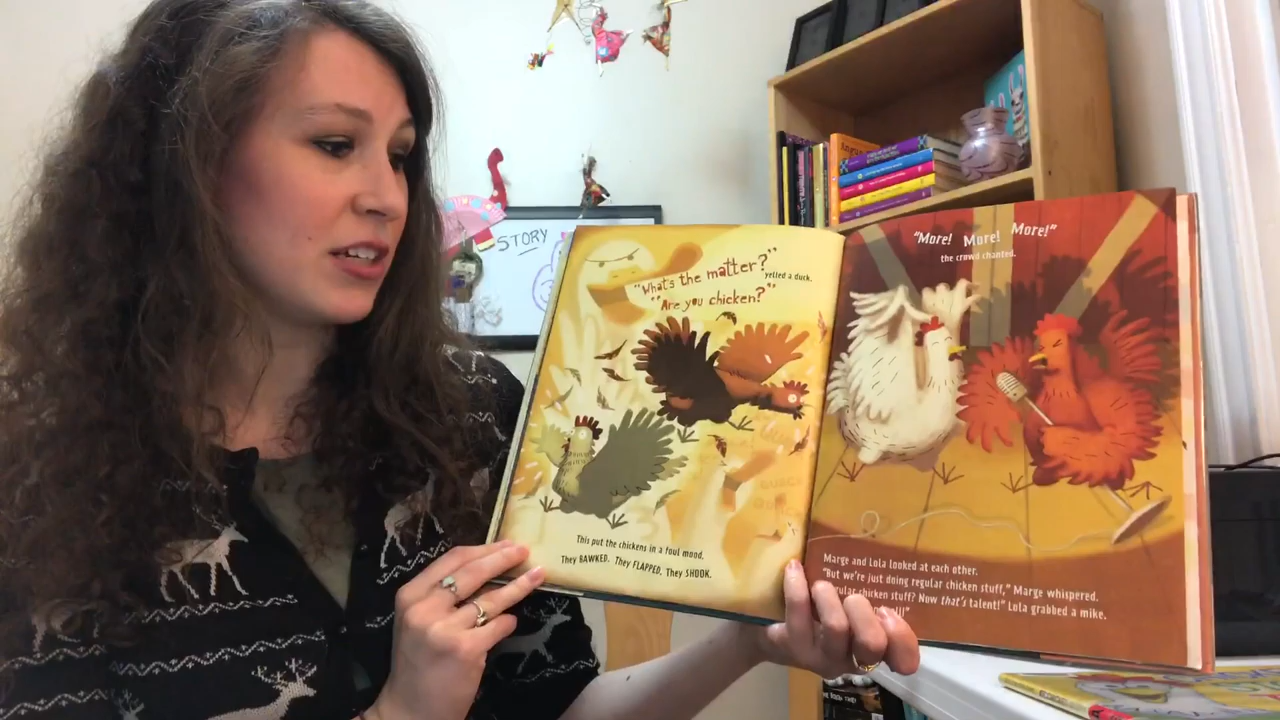 STORY
"What's the matter?" yelled a duck.
"Are you chicken?"
This put the chickens in a foul mood.
They BAWKED. They FLAPPED. They SHOOK.
"More! More! More!"
the crowd chanted.
Marge and Lola looked at each other.
"But we're just doing regular chicken stuff," Marge whispered.
chicken stuff? Now that's talent!" Lola grabbed a mike.